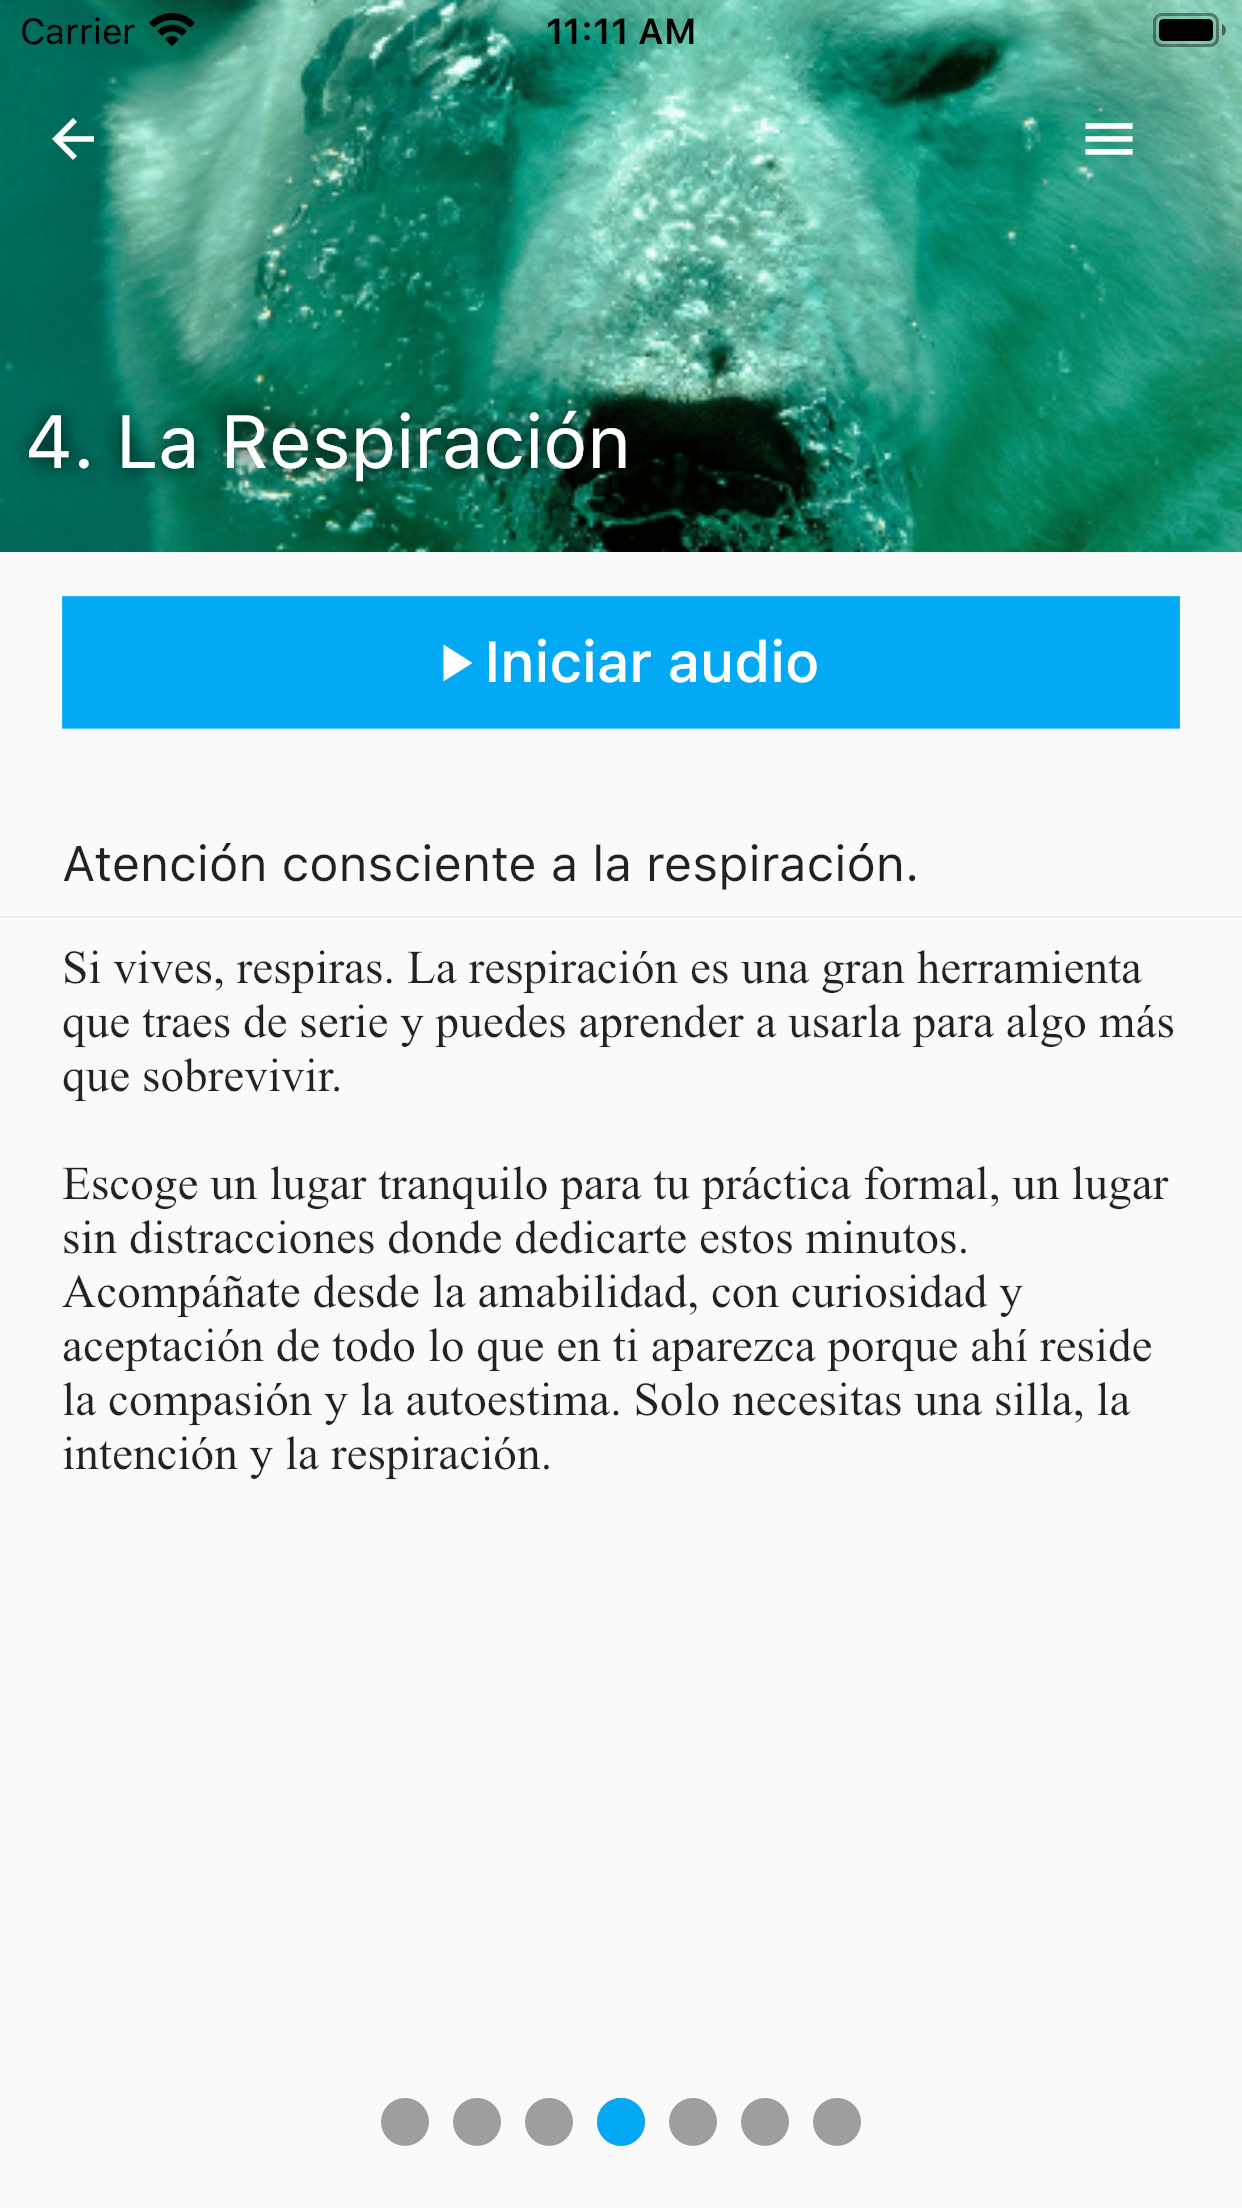 Carrier
11:11 AM
4. La Respiración
Iniciar audio
Atención consciente a la respiración.
Si vives, respiras. La respiración es una gran herramienta
que traes de serie y puedes aprender a usarla para algo más
que sobrevivir.
Escoge un lugar tranquilo para tu práctica formal, un lugar
sin distracciones donde dedicarte estos minutos.
Acompáñate desde la amabilidad, con curiosidad y
aceptación de todo lo que en ti aparezca porque ahí reside
la compasión y la autoestima. Solo necesitas una silla, la
intención y la respiración.